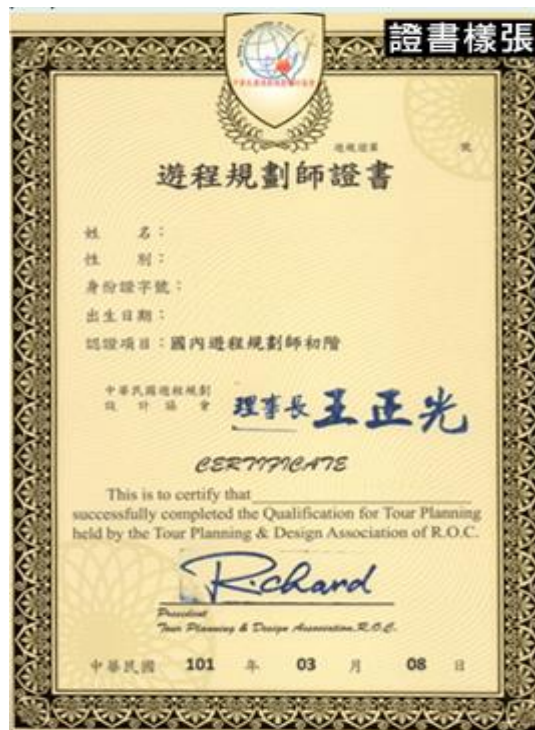 證書樣張
遊程規劃師證書
姓 名：
性 別：
身份證字號：
出生日期：
認證項目：國內遊程規劃師初階
中華民國遊程規劃
設 計 協 會
理事長 王正光
CERTIFICATE
This is to certify that
successfully completed the Qualification for Tour Planning
held by the Tour Planning & Design Association of R.O.C.
Richard
President
Tour Planning & Design Association.R.O.C.
中華民國 101 年 03 月 08 日